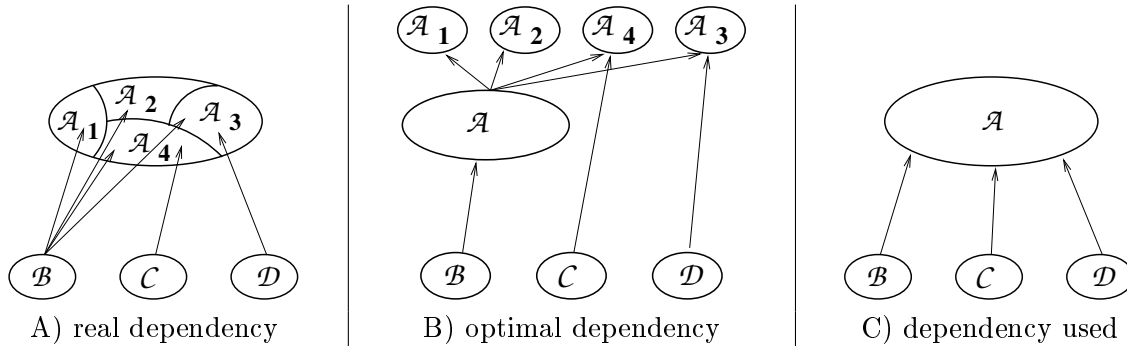 𝒜 1 𝒜 2 𝒜 4 𝒜 3
𝒜 2
𝒜 1 𝒜 3
𝒜 4
𝒜
𝒜
ℬ 𝒞 𝒟
ℬ 𝒞 𝒟
ℬ 𝒞 𝒟
A) real dependency
B) optimal dependency
C) dependency used